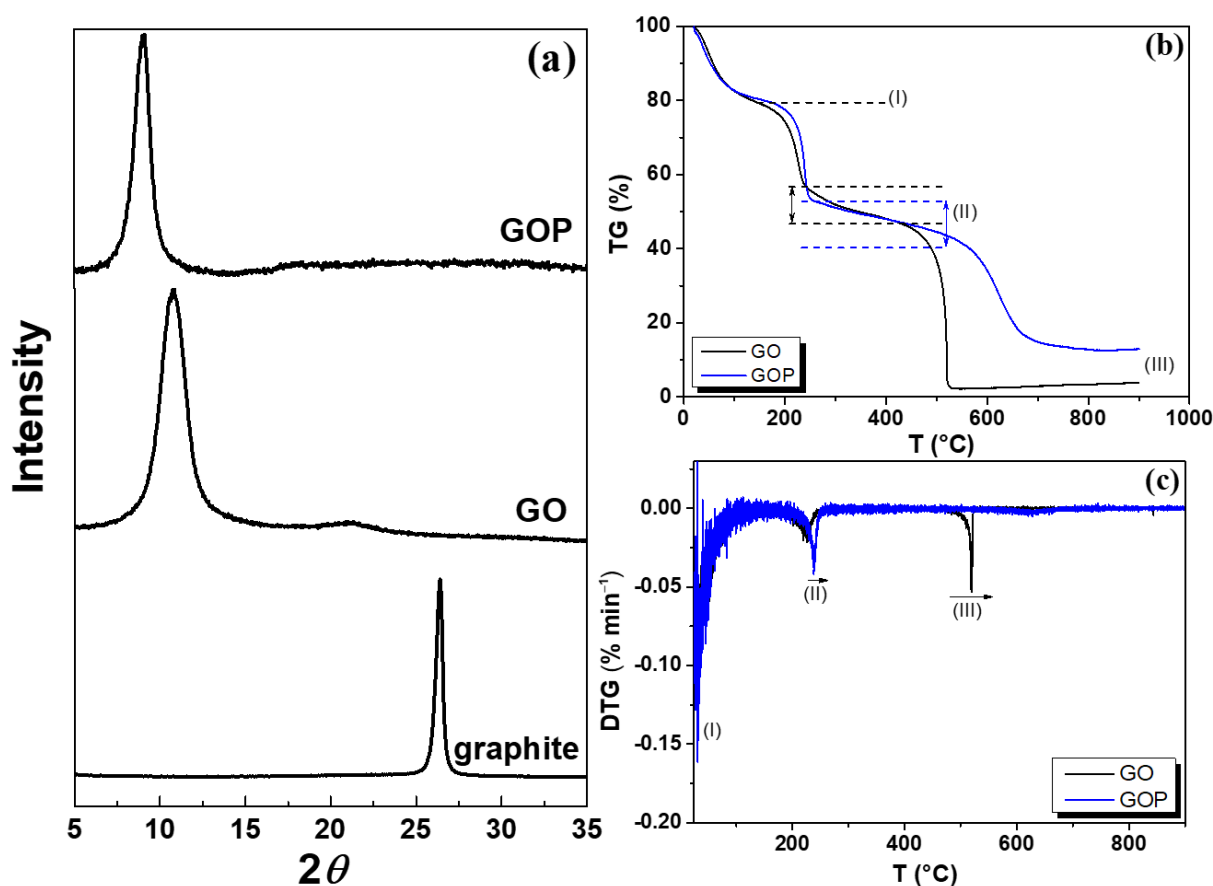 (a)
GOP
GO
graphite
Intensity
5 10 15 20 25 30 35
2θ
(b)
100
80
60
40
20
0
TG (%)
(I)
(II)
(III)
GO
GOP
0 200 400 600 800 1000
T (°C)
(c)
0.00
-0.05
-0.10
-0.15
-0.20
DTG (% min⁻¹)
(II)
(III)
(I)
GO
GOP
200 400 600 800
T (°C)